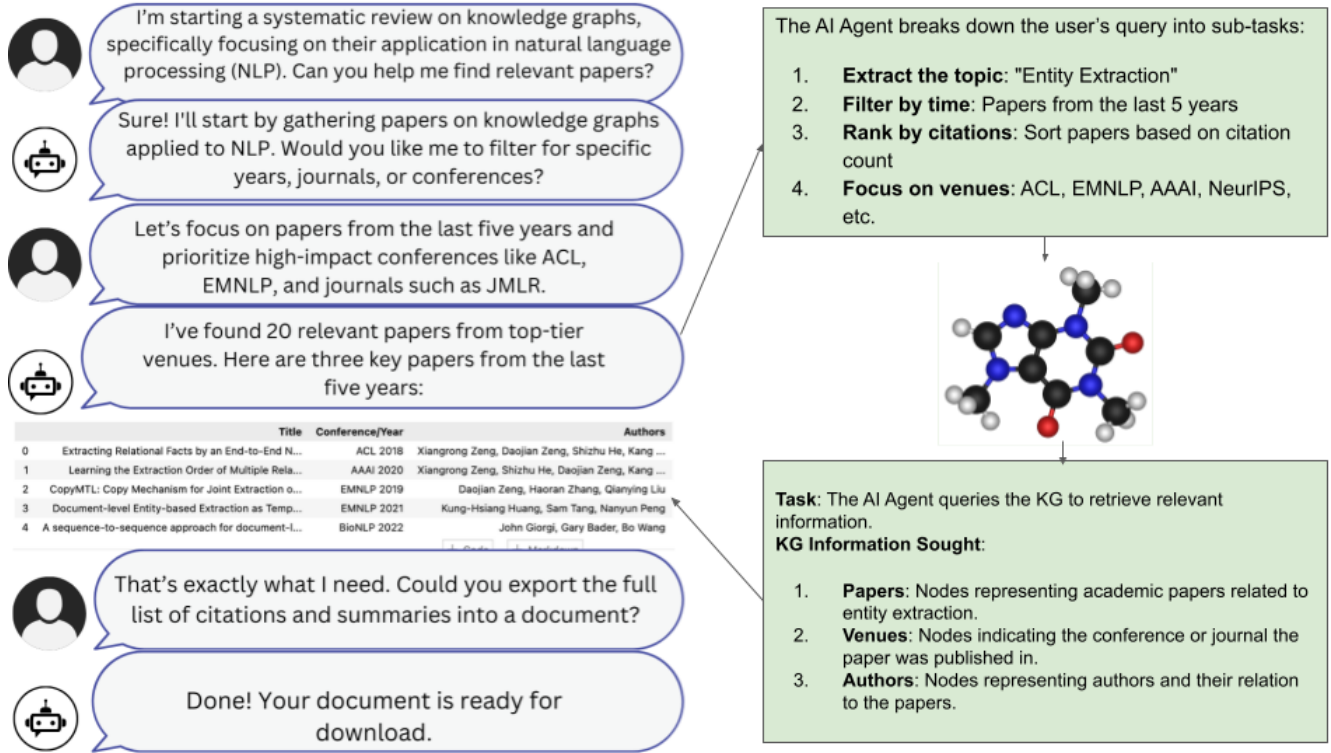 I'm starting a systematic review on knowledge graphs,
specifically focusing on their application in natural language
processing (NLP). Can you help me find relevant papers?
Sure! I'll start by gathering papers on knowledge graphs
applied to NLP. Would you like me to filter for specific
years, journals, or conferences?
Let's focus on papers from the last five years and
prioritize high-impact conferences like ACL,
EMNLP, and journals such as JMLR.
I've found 20 relevant papers from top-tier
venues. Here are three key papers from the last
five years:
Title Conference/Year Authors
0 Extracting Relational Facts by an End-to-End N... ACL 2018 Xiangrong Zeng, Daojian Zeng, Shizhu He, Kang ...
1 Learning the Extraction Order of Multiple Rela... AAAI 2020 Xiangrong Zeng, Shizhu He, Daojian Zeng, Kang ...
2 CopyMTL: Copy Mechanism for Joint Extraction o... EMNLP 2019 Daojian Zeng, Haoran Zhang, Qianying Liu
3 Document-level Entity-based Extraction as Temp... EMNLP 2021 Kung-Hsiang Huang, Sam Tang, Nanyun Peng
4 A sequence-to-sequence approach for document-l... BioNLP 2022 John Giorgi, Gary Bader, Bo Wang
That's exactly what I need. Could you export the full
list of citations and summaries into a document?
Done! Your document is ready for
download.
The AI Agent breaks down the user's query into sub-tasks:
1. Extract the topic: "Entity Extraction"
2. Filter by time: Papers from the last 5 years
3. Rank by citations: Sort papers based on citation
count
4. Focus on venues: ACL, EMNLP, AAAI, NeurIPS,
etc.
Task: The AI Agent queries the KG to retrieve relevant
information.
KG Information Sought:
1. Papers: Nodes representing academic papers related to
entity extraction.
2. Venues: Nodes indicating the conference or journal the
paper was published in.
3. Authors: Nodes representing authors and their relation
to the papers.